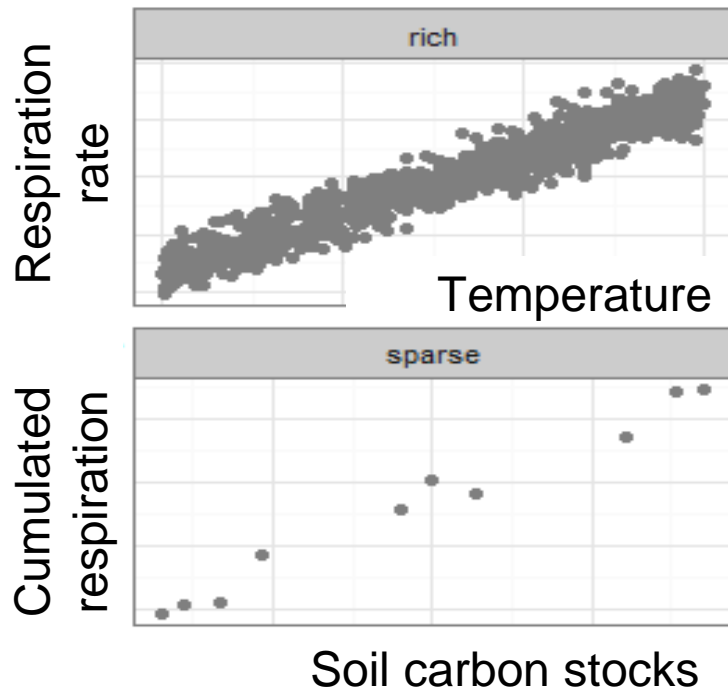 rich
Respiration
rate
Temperature
sparse
Cumulated
respiration
Soil carbon stocks